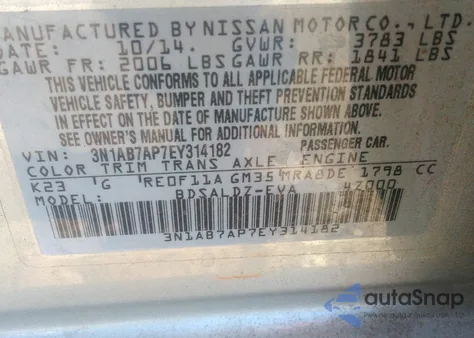 MANUFACTURED BY NISSAN MOTOR CO., LTD.
DATE: 10/14. GVWR: 3783 LBS
GAWR FR: 2006 LBS GAWR RR: 1841 LBS
THIS VEHICLE CONFORMS TO ALL APPLICABLE FEDERAL MOTOR
VEHICLE SAFETY, BUMPER AND THEFT PREVENTION STANDARDS
IN EFFECT ON THE DATE OF MANUFACTURE SHOWN ABOVE.
SEE OWNER'S MANUAL FOR ADDITIONAL INFORMATION
VIN: 3N1AB7AP7EY314182 PASSENGER CAR.
COLOR TRIM TRANS AXLE ENGINE
K23 G RE0F11A GM35 MRA8DE 1798 CC
BDSALDZ-EVA 47000
3N1AB7AP7EY314182
autoSnap